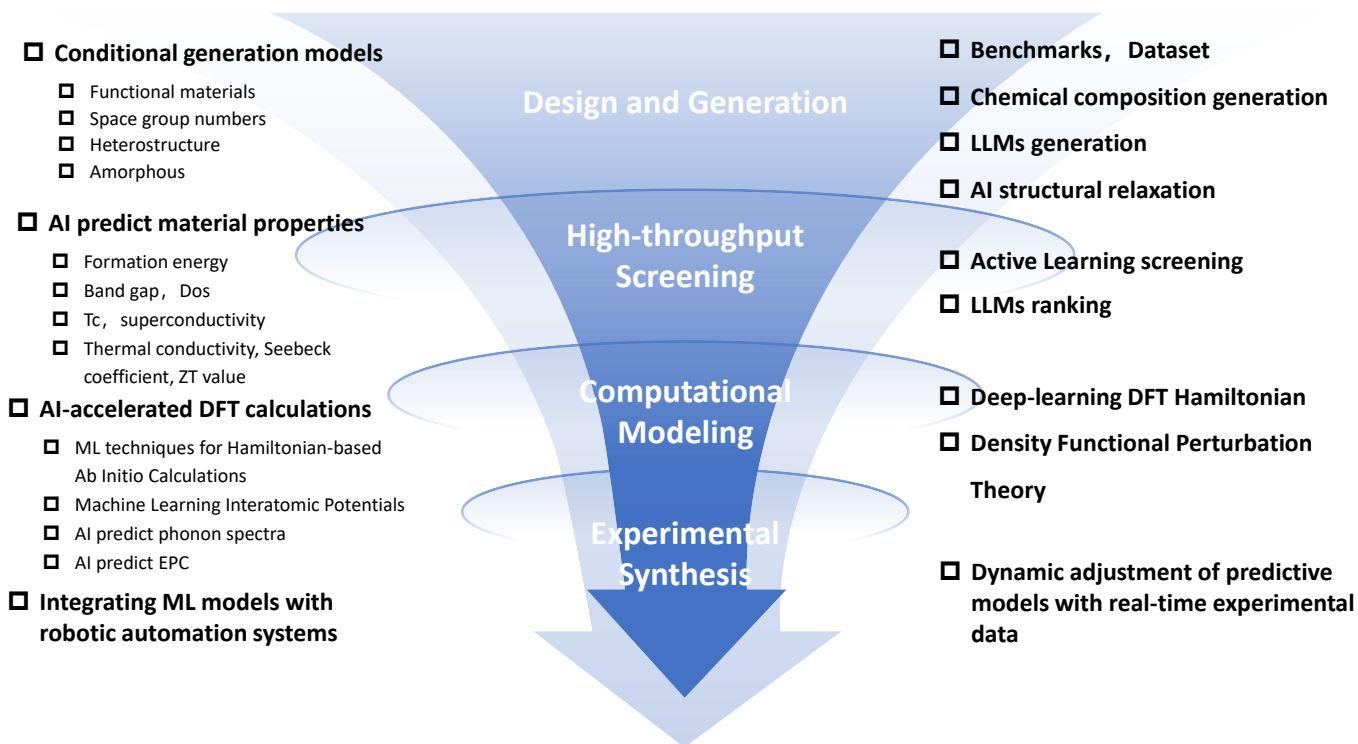 Conditional generation models
Functional materials
Space group numbers
Heterostructure
Amorphous
AI predict material properties
Formation energy
Band gap，Dos
Tc，superconductivity
Thermal conductivity, Seebeck
coefficient, ZT value
AI-accelerated DFT calculations
ML techniques for Hamiltonian-based
Ab Initio Calculations
Machine Learning Interatomic Potentials
AI predict phonon spectra
AI predict EPC
Integrating ML models with
robotic automation systems
Design and Generation
High-throughput
Screening
Computational
Modeling
Experimental
Synthesis
Benchmarks，Dataset
Chemical composition generation
LLMs generation
AI structural relaxation
Active Learning screening
LLMs ranking
Deep-learning DFT Hamiltonian
Density Functional Perturbation
Theory
Dynamic adjustment of predictive
models with real-time experimental
data